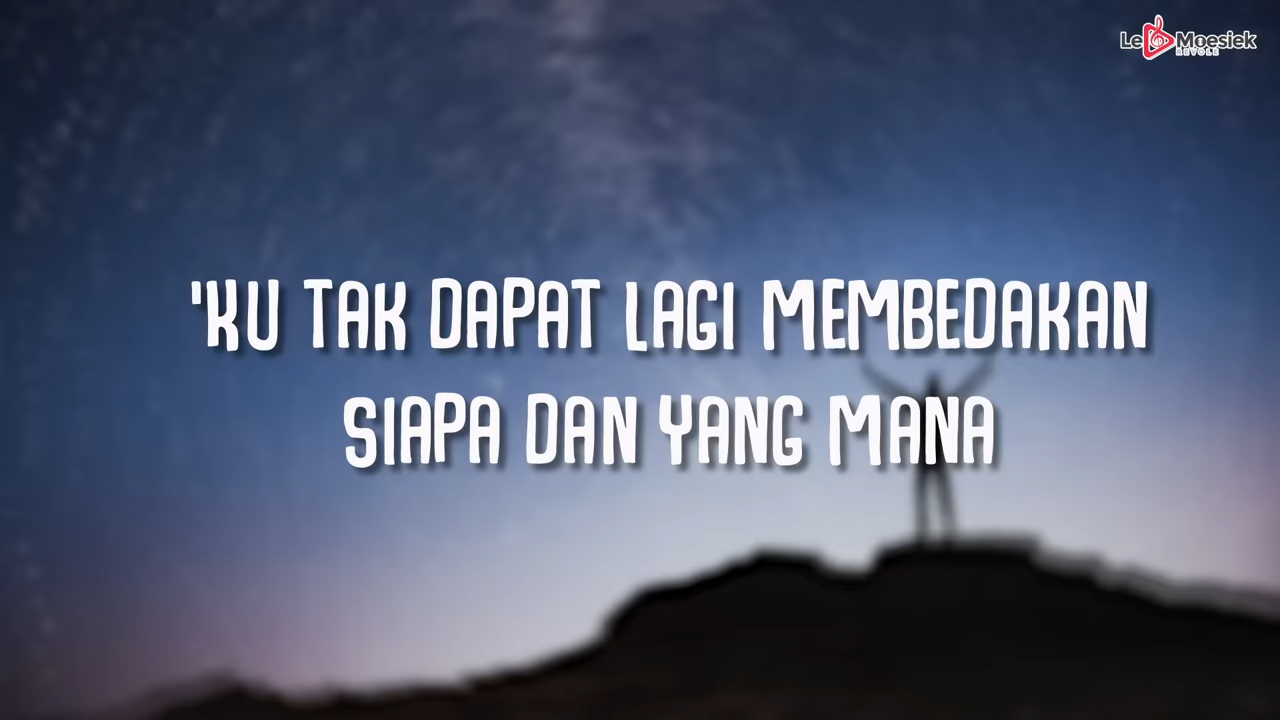 Le Moesiek
REVOLE
'KU TAK DAPAT LAGI MEMBEDAKAN
SIAPA DAN YANG MANA